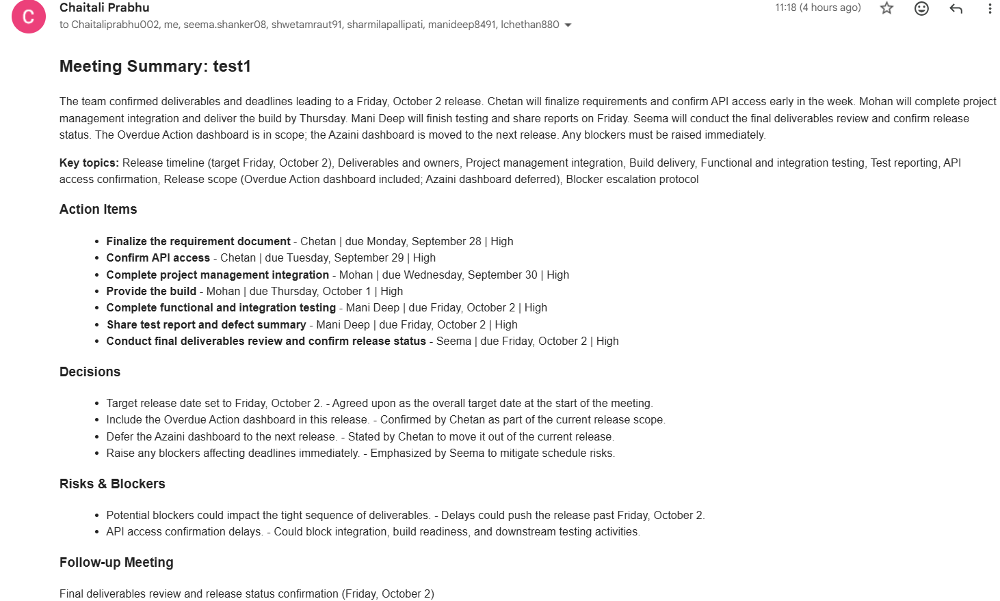 C
Chaitali Prabhu
11:18 (4 hours ago)
to Chaitaliprabhu002, me, seema.shanker08, shwetamraut91, sharmilapallipati, manideep8491, lchethan880
Meeting Summary: test1
The team confirmed deliverables and deadlines leading to a Friday, October 2 release. Chetan will finalize requirements and confirm API access early in the week. Mohan will complete project
management integration and deliver the build by Thursday. Mani Deep will finish testing and share reports on Friday. Seema will conduct the final deliverables review and confirm release
status. The Overdue Action dashboard is in scope; the Azaini dashboard is moved to the next release. Any blockers must be raised immediately.
Key topics: Release timeline (target Friday, October 2), Deliverables and owners, Project management integration, Build delivery, Functional and integration testing, Test reporting, API
access confirmation, Release scope (Overdue Action dashboard included; Azaini dashboard deferred), Blocker escalation protocol
Action Items
• Finalize the requirement document - Chetan | due Monday, September 28 | High
• Confirm API access - Chetan | due Tuesday, September 29 | High
• Complete project management integration - Mohan | due Wednesday, September 30 | High
• Provide the build - Mohan | due Thursday, October 1 | High
• Complete functional and integration testing - Mani Deep | due Friday, October 2 | High
• Share test report and defect summary - Mani Deep | due Friday, October 2 | High
• Conduct final deliverables review and confirm release status - Seema | due Friday, October 2 | High
Decisions
• Target release date set to Friday, October 2. - Agreed upon as the overall target date at the start of the meeting.
• Include the Overdue Action dashboard in this release. - Confirmed by Chetan as part of the current release scope.
• Defer the Azaini dashboard to the next release. - Stated by Chetan to move it out of the current release.
• Raise any blockers affecting deadlines immediately. - Emphasized by Seema to mitigate schedule risks.
Risks & Blockers
• Potential blockers could impact the tight sequence of deliverables. - Delays could push the release past Friday, October 2.
• API access confirmation delays. - Could block integration, build readiness, and downstream testing activities.
Follow-up Meeting
Final deliverables review and release status confirmation (Friday, October 2)